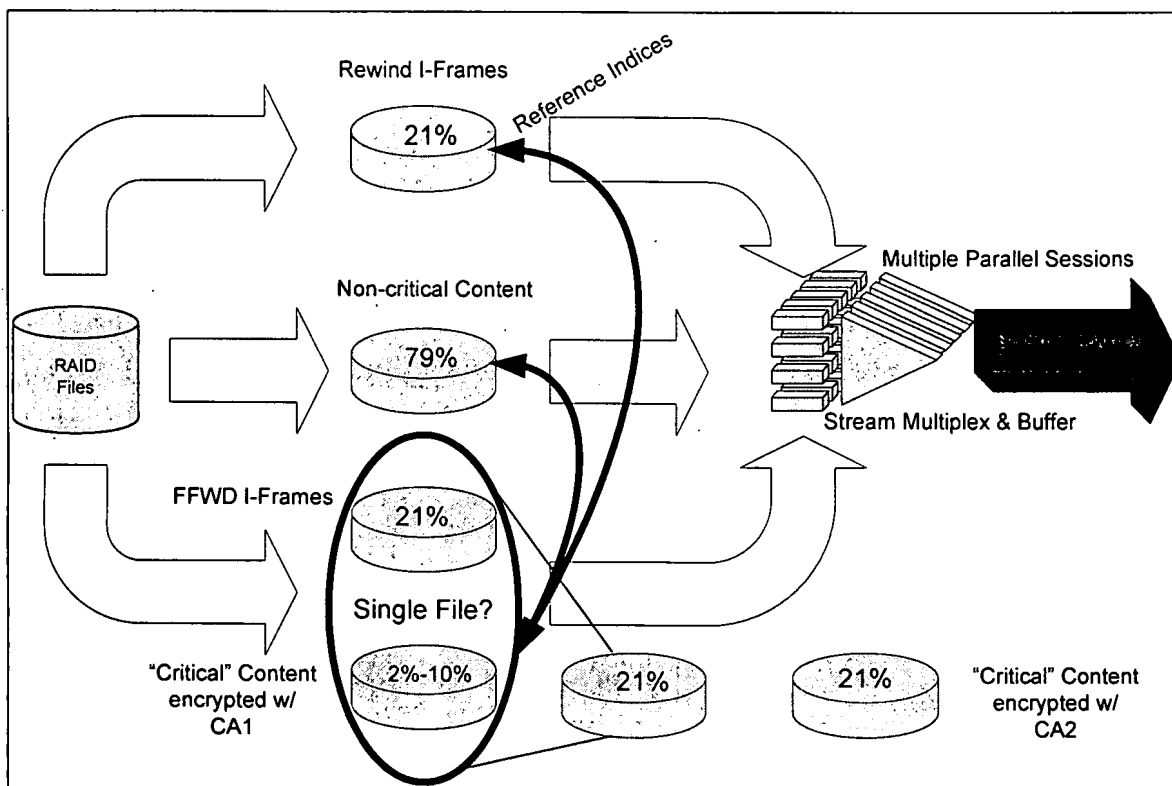 Rewind I-Frames
21%
Reference Indices
Multiple Parallel Sessions
Non-critical Content
79%
RAID
Files
Stream Multiplex & Buffer
FFWD I-Frames
21%
Single File?
2%-10%
"Critical" Content
encrypted w/
CA1
21%
21%
"Critical" Content
encrypted w/
CA2